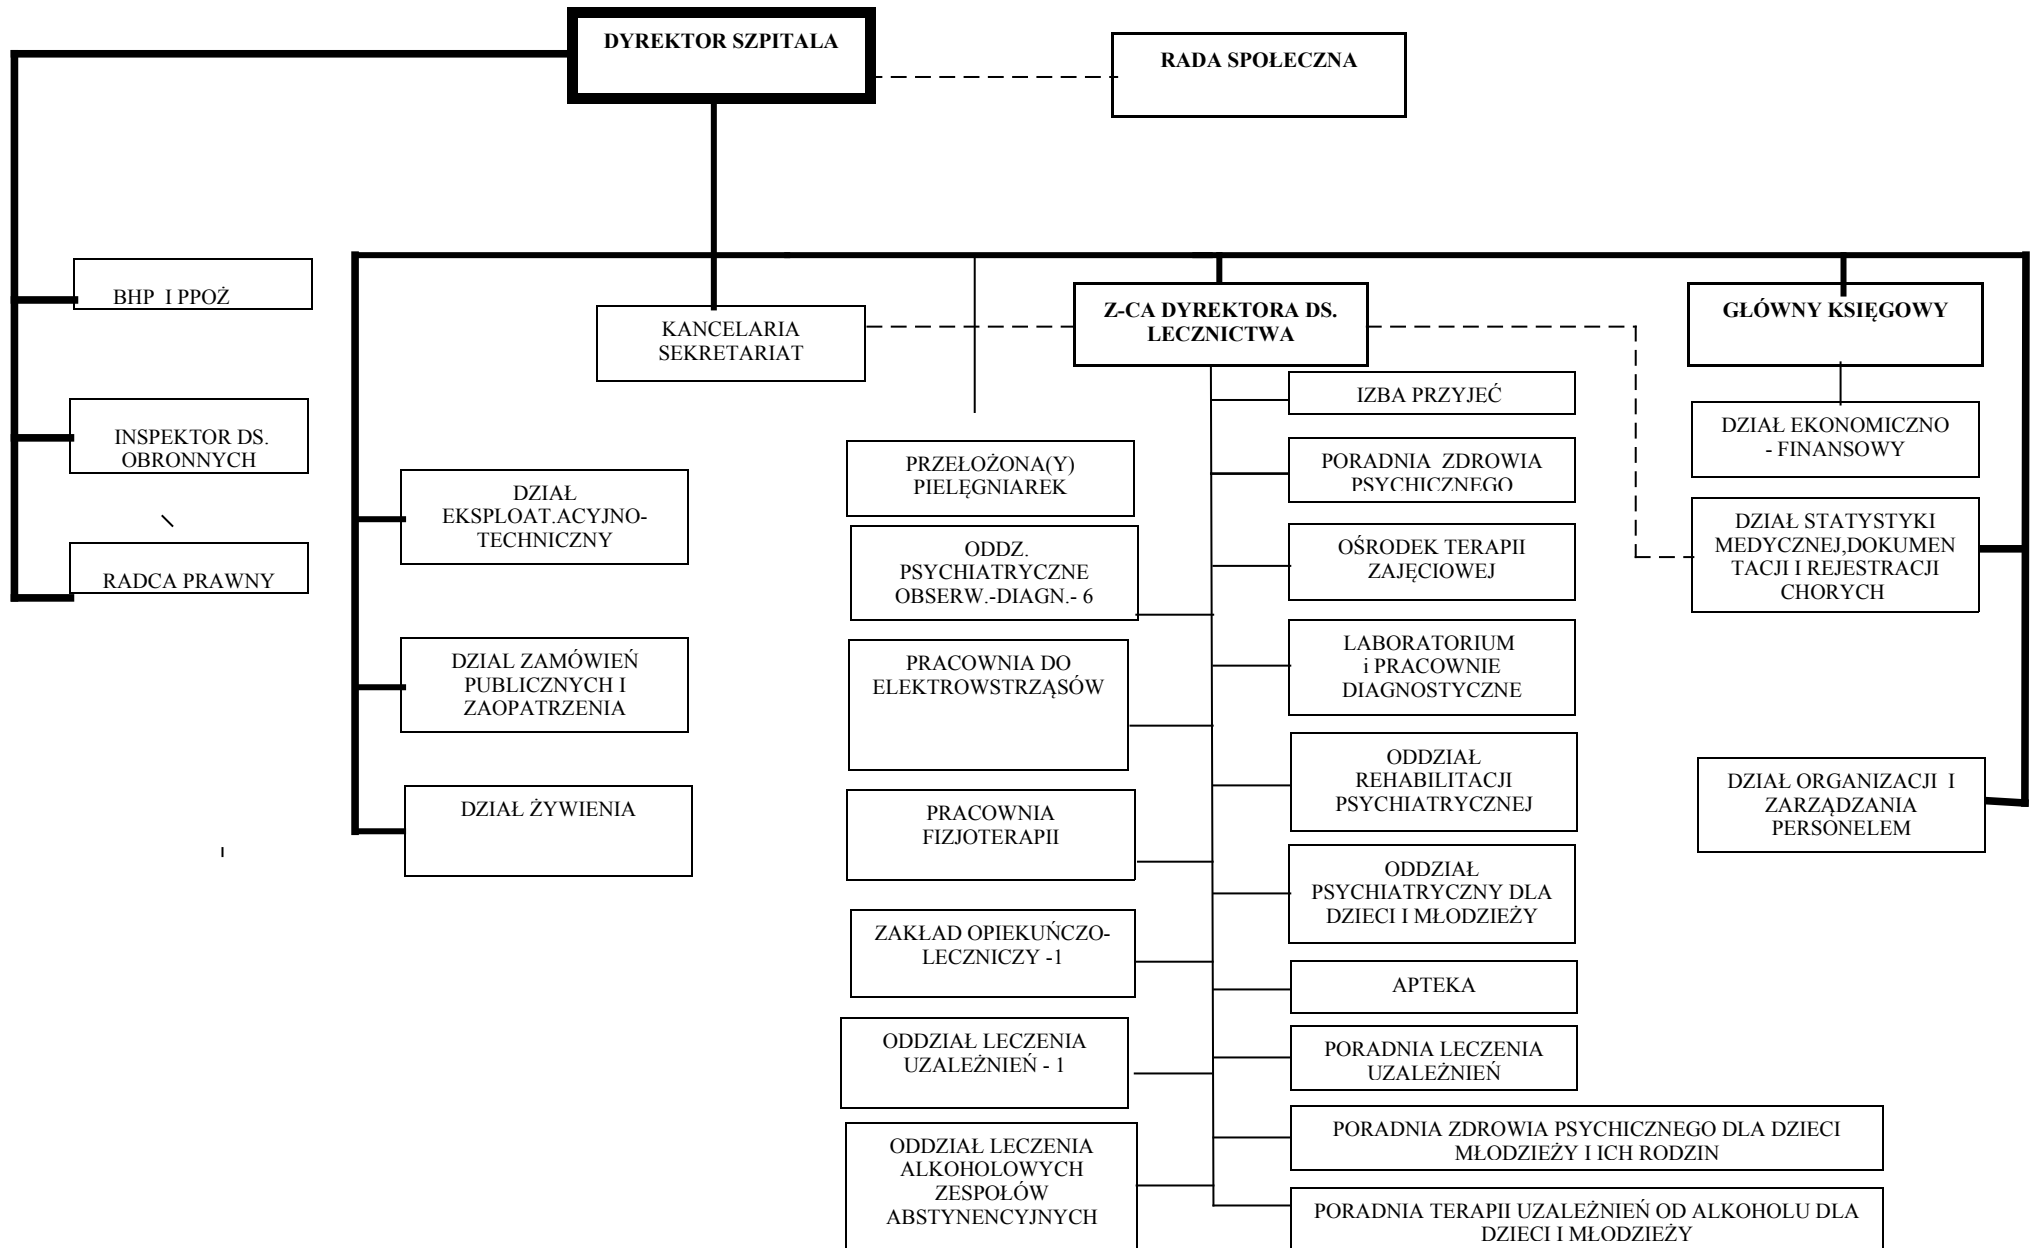 DYREKTOR SZPITALA
RADA SPOŁECZNA
BHP I PPOŻ
INSPEKTOR DS.
OBRONNYCH
RADCA PRAWNY
DZIAŁ
EKSPLOAT.ACYJNO-
TECHNICZNY
DZIAL ZAMÓWIEŃ
PUBLICZNYCH I
ZAOPATRZENIA
DZIAŁ ŻYWIENIA
KANCELARIA
SEKRETARIAT
PRZEŁOŻONA(Y)
PIELĘGNIAREK
ODDZ.
PSYCHIATRYCZNE
OBSERW.-DIAGN.- 6
PRACOWNIA DO
ELEKTROWSTRZĄSÓW
PRACOWNIA
FIZJOTERAPII
ZAKŁAD OPIEKUŃCZO-
LECZNICZY -1
ODDZIAŁ LECZENIA
UZALEŻNIEŃ - 1
ODDZIAŁ LECZENIA
ALKOHOLOWYCH
ZESPOŁÓW
ABSTYNENCYJNYCH
Z-CA DYREKTORA DS.
LECZNICTWA
IZBA PRZYJEĆ
PORADNIA ZDROWIA
PSYCHICZNEGO
OŚRODEK TERAPII
ZAJĘCIOWEJ
LABORATORIUM
i PRACOWNIE
DIAGNOSTYCZNE
ODDZIAŁ
REHABILITACJI
PSYCHIATRYCZNEJ
ODDZIAŁ
PSYCHIATRYCZNY DLA
DZIECI I MŁODZIEŻY
APTEKA
PORADNIA LECZENIA
UZALEŻNIEŃ
PORADNIA ZDROWIA PSYCHICZNEGO DLA DZIECI
MŁODZIEŻY I ICH RODZIN
PORADNIA TERAPII UZALEŻNIEŃ OD ALKOHOLU DLA
DZIECI I MŁODZIEŻY
GŁÓWNY KSIĘGOWY
DZIAŁ EKONOMICZNO
- FINANSOWY
DZIAŁ STATYSTYKI
MEDYCZNEJ,DOKUMEN
TACJI I REJESTRACJI
CHORYCH
DZIAŁ ORGANIZACJI I
ZARZĄDZANIA
PERSONELEM